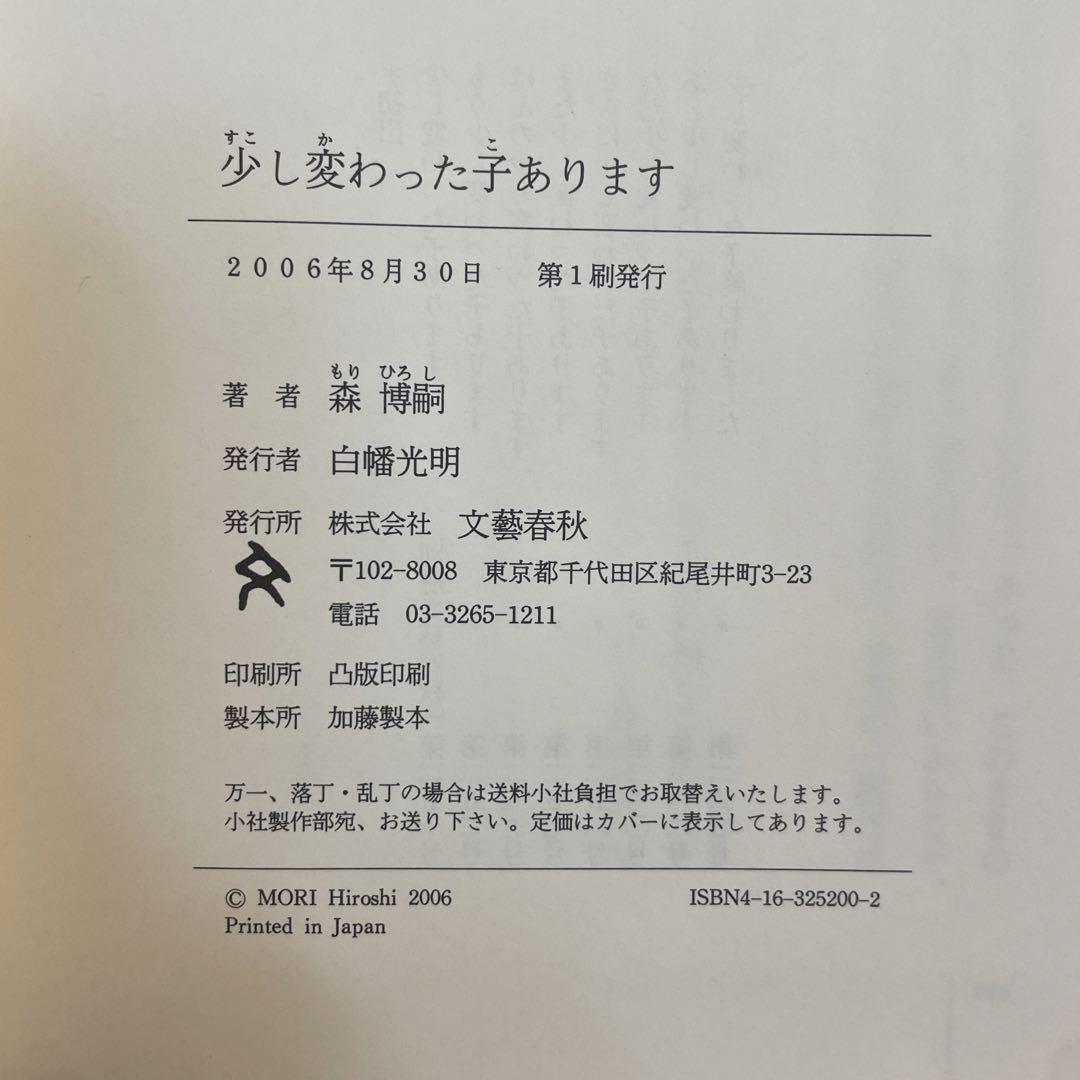 すこ か こ
少し変わった子あります
2006年8月30日 第1刷発行
もり ひろ し
著 者 森 博嗣
発行者 白幡光明
発行所 株式会社 文藝春秋
〒102-8008 東京都千代田区紀尾井町3-23
電話 03-3265-1211
印刷所 凸版印刷
製本所 加藤製本
万一、落丁・乱丁の場合は送料小社負担でお取替えいたします。
小社製作部宛、お送り下さい。定価はカバーに表示してあります。
© MORI Hiroshi 2006 ISBN4-16-325200-2
Printed in Japan